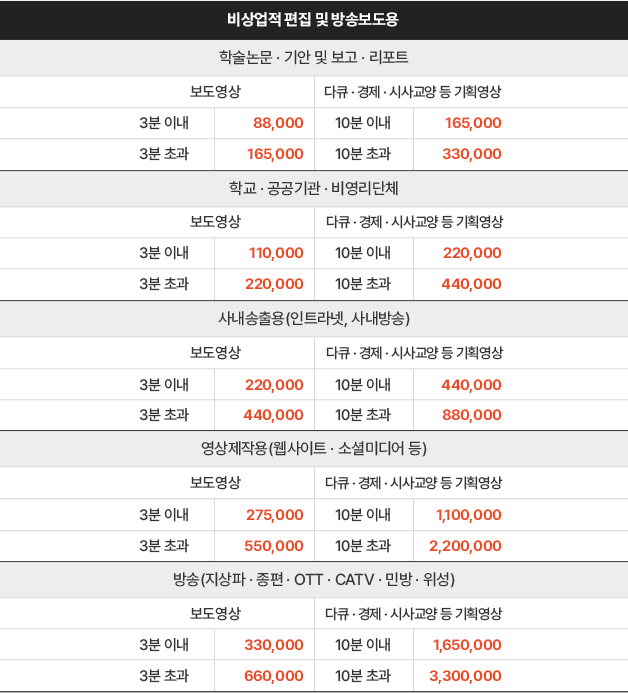 비상업적 편집 및 방송보도용
학술논문 · 기안 및 보고 · 리포트
보도영상 다큐 · 경제 · 시사교양 등 기획영상
3분 이내 88,000 10분 이내 165,000
3분 초과 165,000 10분 초과 330,000
학교 · 공공기관 · 비영리단체
보도영상 다큐 · 경제 · 시사교양 등 기획영상
3분 이내 110,000 10분 이내 220,000
3분 초과 220,000 10분 초과 440,000
사내송출용(인트라넷, 사내방송)
보도영상 다큐 · 경제 · 시사교양 등 기획영상
3분 이내 220,000 10분 이내 440,000
3분 초과 440,000 10분 초과 880,000
영상제작용(웹사이트 · 소셜미디어 등)
보도영상 다큐 · 경제 · 시사교양 등 기획영상
3분 이내 275,000 10분 이내 1,100,000
3분 초과 550,000 10분 초과 2,200,000
방송(지상파 · 종편 · OTT · CATV · 민방 · 위성)
보도영상 다큐 · 경제 · 시사교양 등 기획영상
3분 이내 330,000 10분 이내 1,650,000
3분 초과 660,000 10분 초과 3,300,000